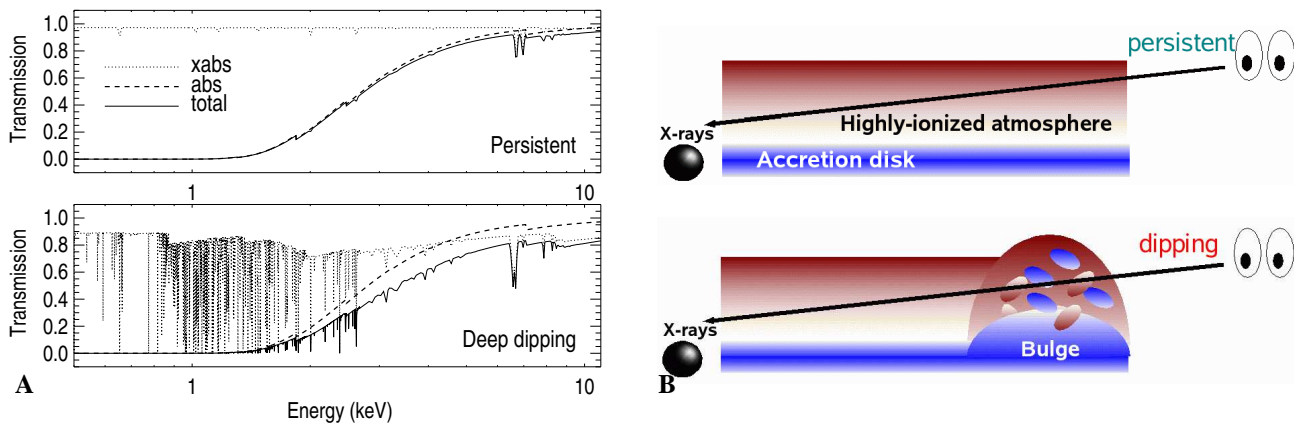 1.0
0.8
0.6
0.4
0.2
0.0
Transmission
xabs
abs
total
Persistent
1
10
1.0
0.8
0.6
0.4
0.2
0.0
Transmission
Deep dipping
1
10
Energy (keV)
A
persistent
Highly-ionized atmosphere
X-rays
Accretion disk
dipping
X-rays
Bulge
B